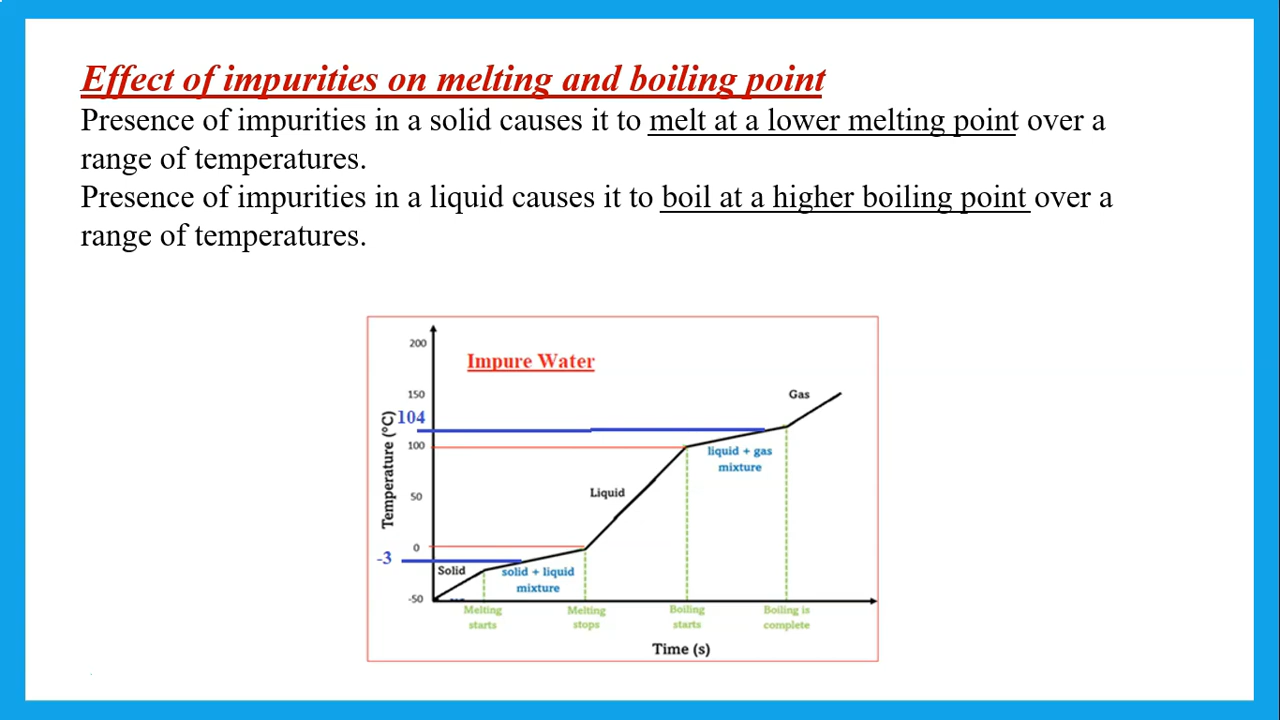 Effect of impurities on melting and boiling point
Presence of impurities in a solid causes it to melt at a lower melting point over a
range of temperatures.
Presence of impurities in a liquid causes it to boil at a higher boiling point over a
range of temperatures.
200
Impure Water
150
Gas
104
100
liquid + gas
mixture
Temperature (°C)
50
Liquid
0
-3
Solid
solid + liquid
mixture
-50
Melting
starts
Melting
stops
Boiling
starts
Boiling is
complete
Time (s)